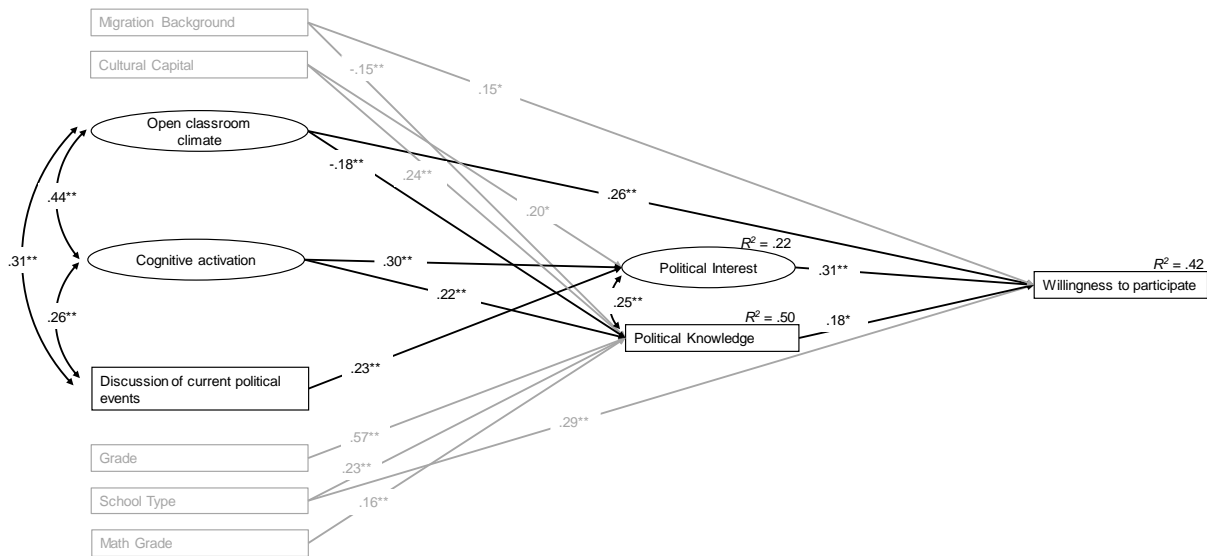 Migration Background
Cultural Capital
-.15**
.15*
Open classroom
climate
-.18**
.24**
.26**
.44**
.20*
R² = .22
.31**
Cognitive activation
.30**
Political Interest
.31**
R² = .42
Willingness to participate
.22**
.25**
R² = .50
.26**
Political Knowledge
.18*
Discussion of current political
events
.23**
.29**
.57**
Grade
.23**
School Type
.16**
Math Grade